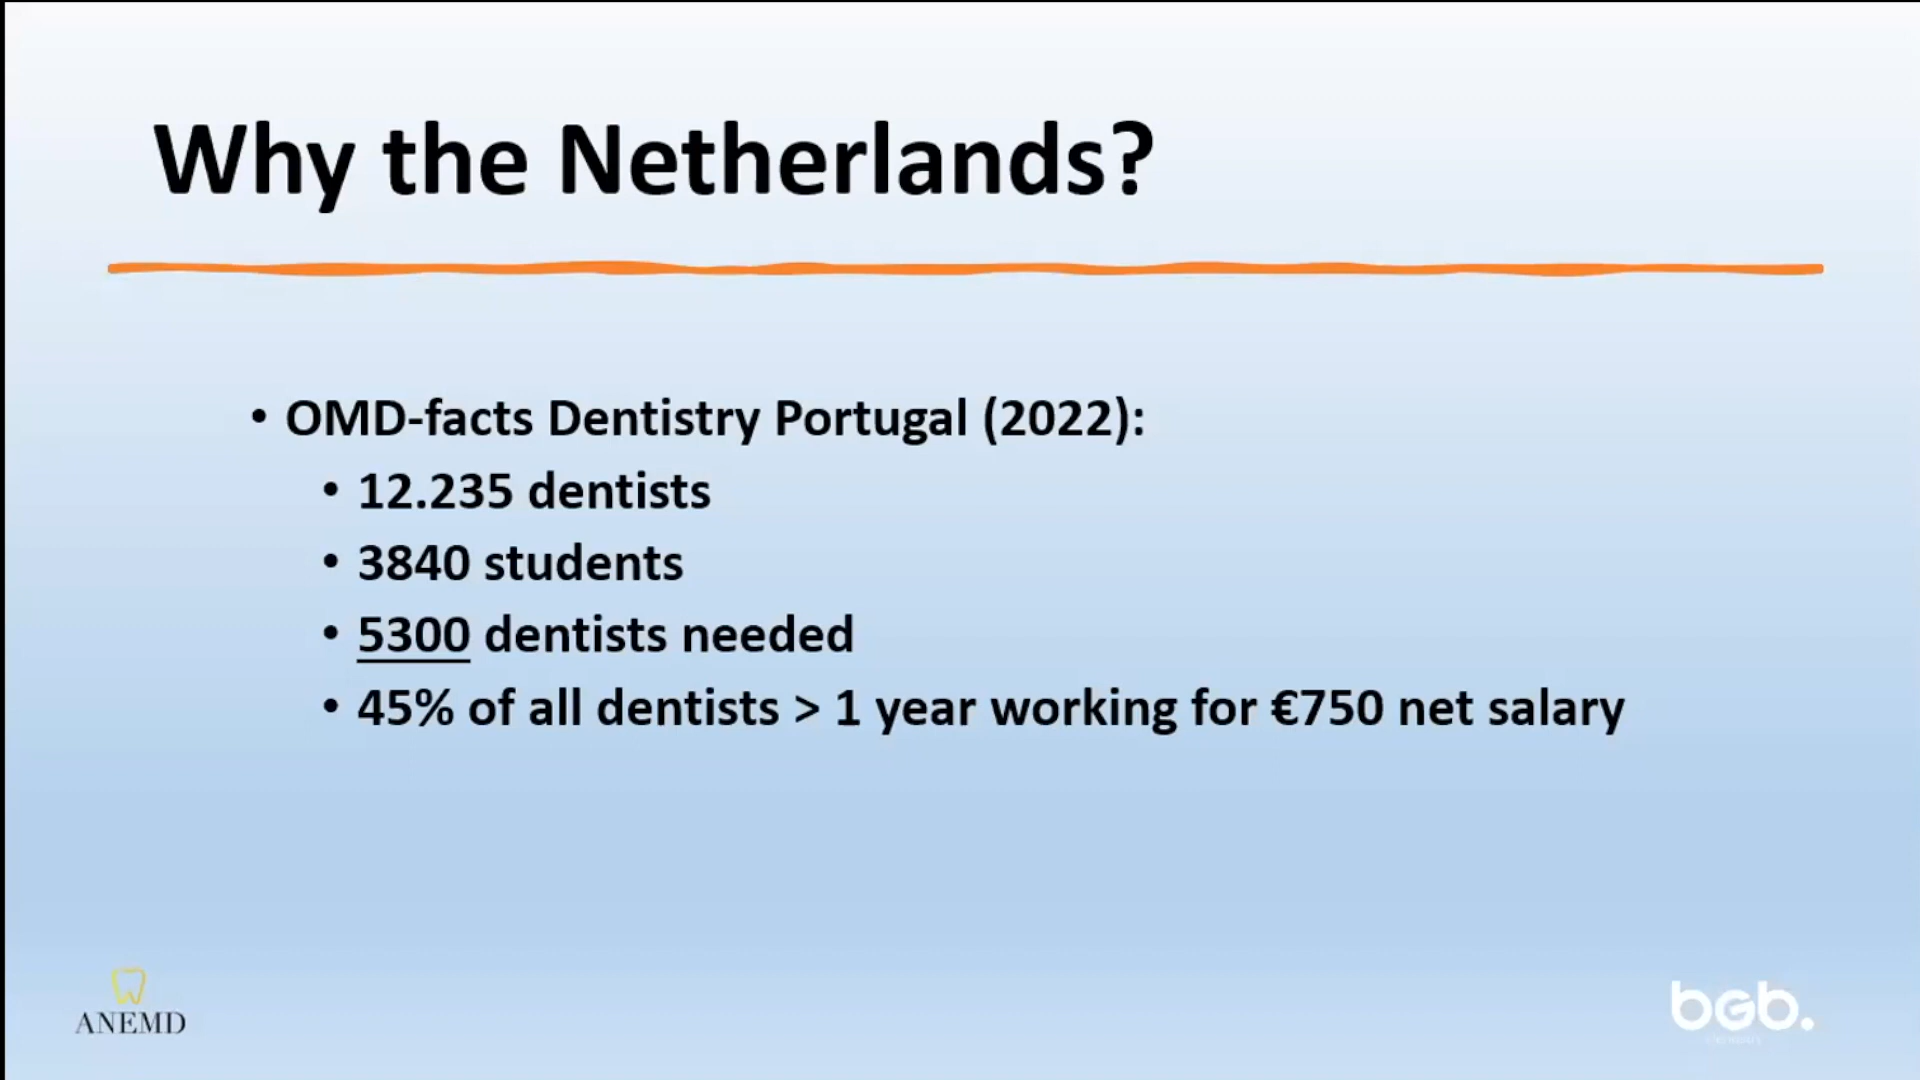 Why the Netherlands?
• OMD-facts Dentistry Portugal (2022):
• 12.235 dentists
• 3840 students
• 5300 dentists needed
• 45% of all dentists > 1 year working for €750 net salary
ANEMD
bGb.